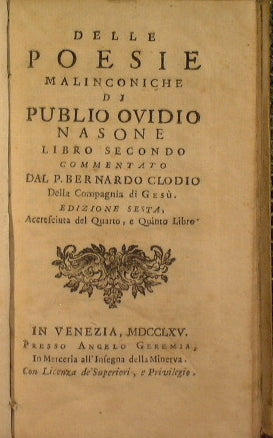 DELLE
POESIE
MALINCONICHE
DI
PUBLIO OVIDIO
NASONE
LIBRO SECONDO
COMMENTATO
DAL P. BERNARDO CLODIO
Della Compagnia di GESÙ.
EDIZIONE SESTA,
Accresciuta del Quarto, e Quinto Libro.
IN VENEZIA, MDCCLXV.
PRESSO ANGELO GEREMIA,
In Merceria all'Insegna della Minerva.
Con Licenza de' Superiori, e Privilegio.